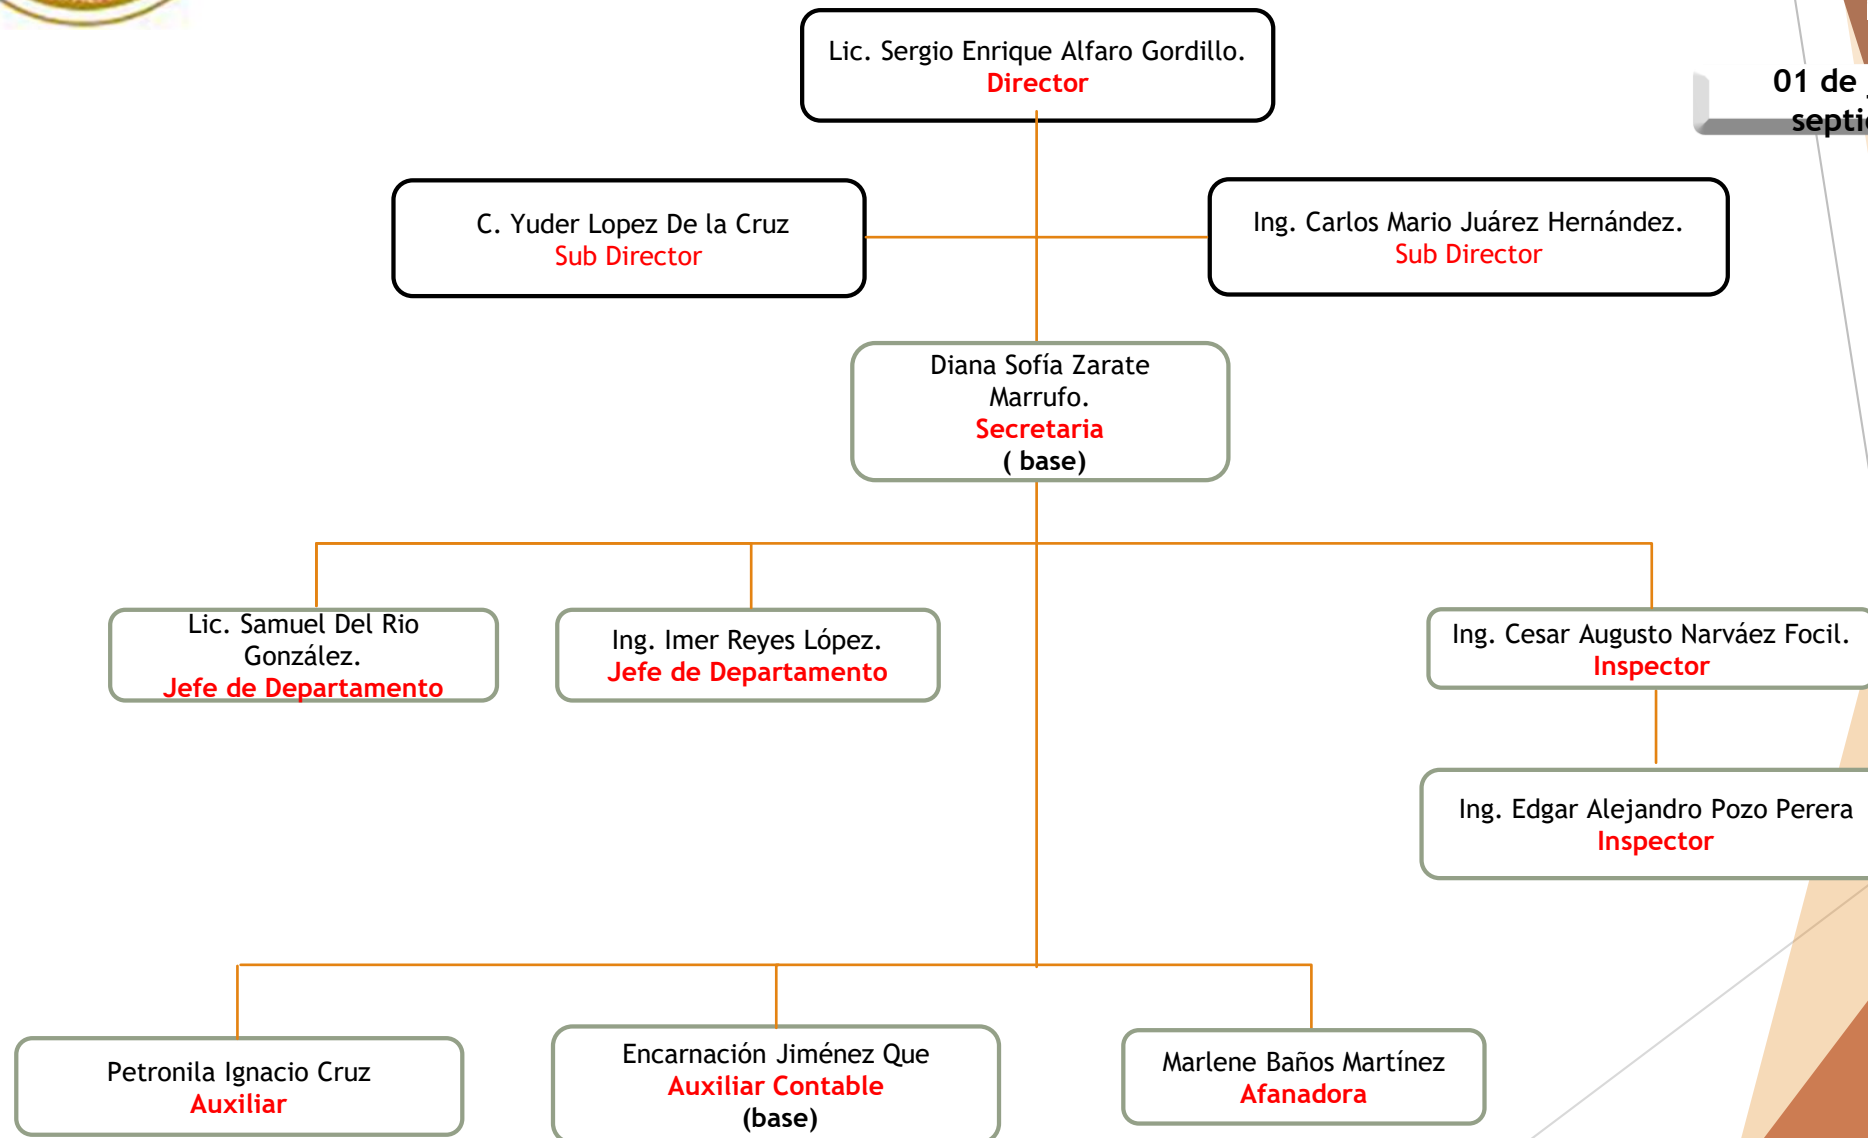 Lic. Sergio Enrique Alfaro Gordillo.
Director
01 de
C. Yuder Lopez De la Cruz
Sub Director
Ing. Carlos Mario Juárez Hernández.
Sub Director
Diana Sofía Zarate
Marrufo.
Secretaria
( base)
Lic. Samuel Del Rio
González.
Jefe de Departamento
Ing. Imer Reyes López.
Jefe de Departamento
Ing. Cesar Augusto Narváez Focil.
Inspector
Ing. Edgar Alejandro Pozo Perera
Inspector
Petronila Ignacio Cruz
Auxiliar
Encarnación Jiménez Que
Auxiliar Contable
(base)
Marlene Baños Martínez
Afanadora